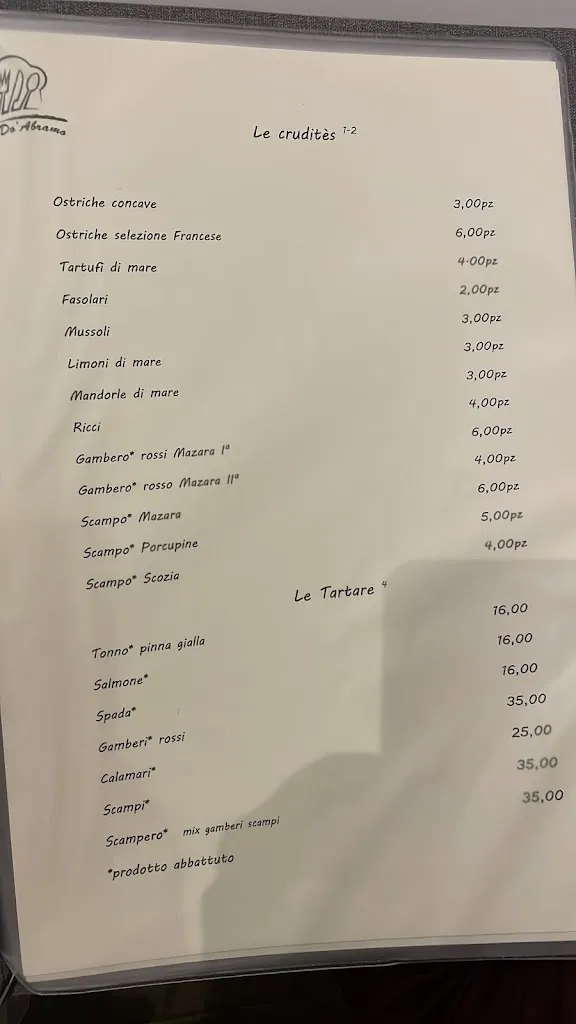 Da' Abramo
Le cruditès 1-2
Ostriche concave 3,00pz
Ostriche selezione Francese 6,00pz
Tartufi di mare 4.00pz
Fasolari 2,00pz
Mussoli 3,00pz
Limoni di mare 3,00pz
Mandorle di mare 3,00pz
Ricci 4,00pz
Gambero* rossi Mazara Iª 6,00pz
Gambero* rosso Mazara IIª 4,00pz
Scampo* Mazara 6,00pz
Scampo* Porcupine 5,00pz
Scampo* Scozia 4,00pz
Le Tartare 4
Tonno* pinna gialla 16,00
Salmone* 16,00
Spada* 16,00
Gamberi* rossi 35,00
Calamari* 25,00
Scampi* 35,00
Scampero* mix gamberi scampi 35,00
*prodotto abbattuto